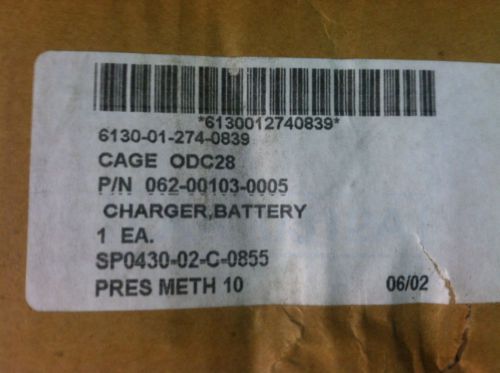 *6130012740839*
6130-01-274-0839
CAGE ODC28
P/N 062-00103-0005
CHARGER,BATTERY
1 EA.
SP0430-02-C-0855
PRES METH 10 06/02